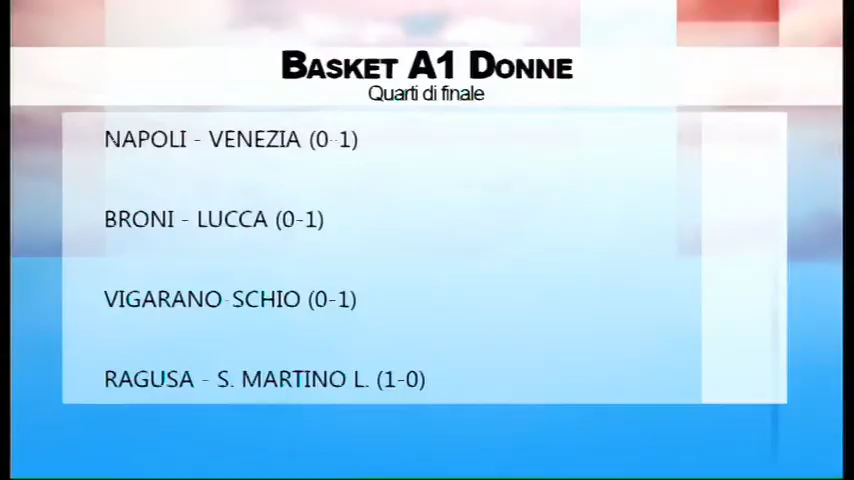 BASKET A1 DONNE
Quarti di finale
NAPOLI - VENEZIA (0-1)
BRONI - LUCCA (0-1)
VIGARANO-SCHIO (0-1)
RAGUSA - S. MARTINO L. (1-0)